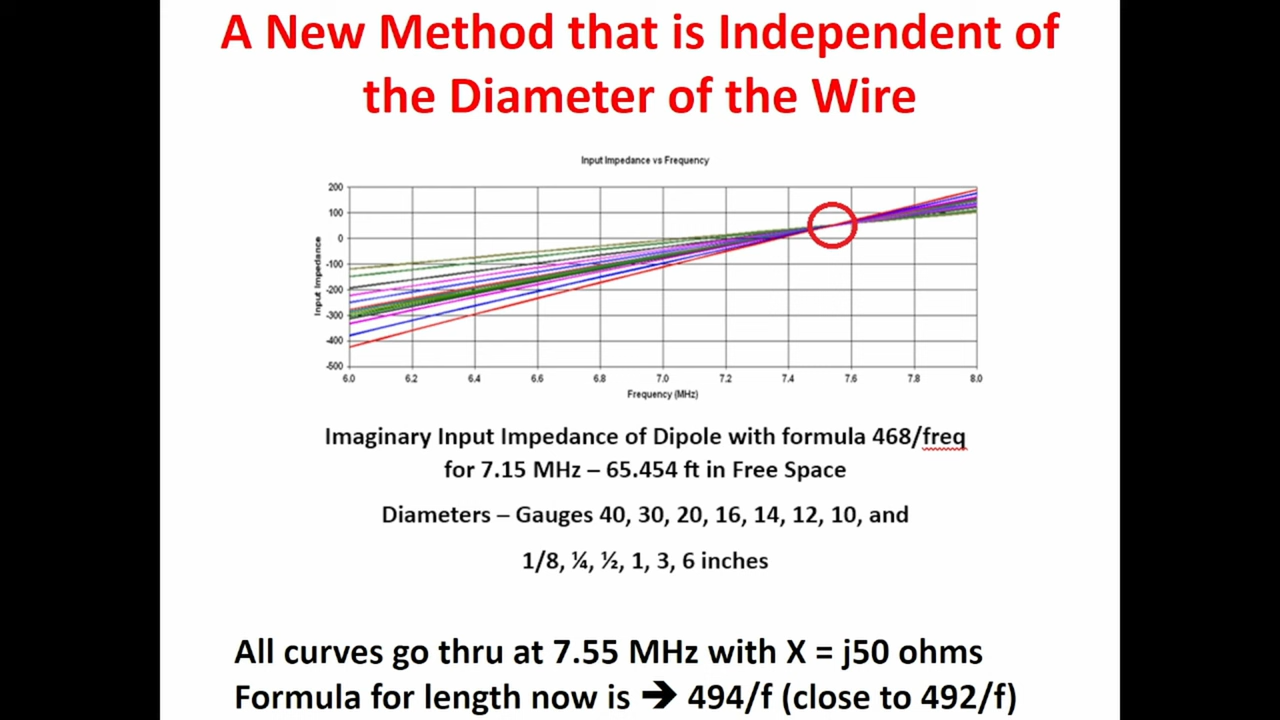 A New Method that is Independent of
the Diameter of the Wire
Input Impedance vs Frequency
200
100
0
-100
-200
-300
-400
-500
Input Impedance
6.0 6.2 6.4 6.6 6.8 7.0 7.2 7.4 7.6 7.8 8.0
Frequency (MHz)
Imaginary Input Impedance of Dipole with formula 468/freq
for 7.15 MHz – 65.454 ft in Free Space
Diameters – Gauges 40, 30, 20, 16, 14, 12, 10, and
1/8, ¼, ½, 1, 3, 6 inches
All curves go thru at 7.55 MHz with X = j50 ohms
Formula for length now is ➔ 494/f (close to 492/f)